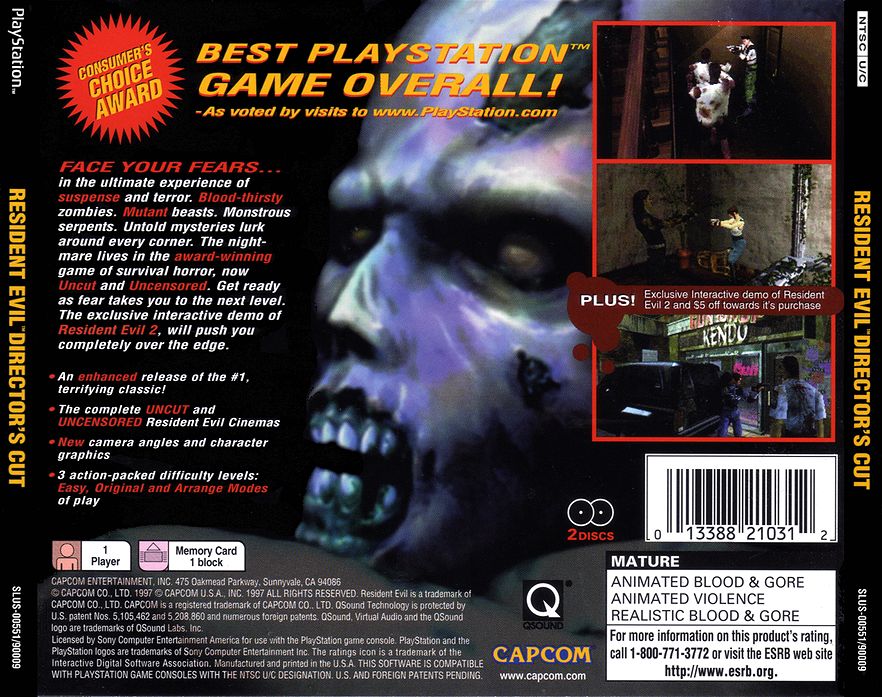 PlayStation™
RESIDENT EVIL™ DIRECTOR'S CUT
SLUS-00551/90009
CONSUMER'S
CHOICE
AWARD
BEST PLAYSTATION™
GAME OVERALL!
-As voted by visits to www.PlayStation.com
FACE YOUR FEARS...
in the ultimate experience of
suspense and terror. Blood-thirsty
zombies. Mutant beasts. Monstrous
serpents. Untold mysteries lurk
around every corner. The night-
mare lives in the award-winning
game of survival horror, now
Uncut and Uncensored. Get ready
as fear takes you to the next level.
The exclusive interactive demo of
Resident Evil 2, will push you
completely over the edge.
• An enhanced release of the #1,
terrifying classic!
• The complete UNCUT and
UNCENSORED Resident Evil Cinemas
• New camera angles and character
graphics
• 3 action-packed difficulty levels:
Easy, Original and Arrange Modes
of play
PLUS!
Exclusive Interactive demo of Resident
Evil 2 and $5 off towards it's purchase
KENDO
2 DISCS
0 13388 21031 2
1
Player
Memory Card
1 block
CAPCOM ENTERTAINMENT, INC. 475 Oakmead Parkway, Sunnyvale, CA 94086
© CAPCOM CO., LTD. 1997 © CAPCOM U.S.A., INC. 1997 ALL RIGHTS RESERVED. Resident Evil is a trademark of
CAPCOM CO., LTD. CAPCOM is a registered trademark of CAPCOM CO., LTD. QSound Technology is protected by
U.S. patent Nos. 5,105,462 and 5,208,860 and numerous foreign patents. QSound, Virtual Audio and the QSound
logo are trademarks of QSound Labs, Inc.
Licensed by Sony Computer Entertainment America for use with the PlayStation game console. PlayStation and the
PlayStation logos are trademarks of Sony Computer Entertainment Inc. The ratings icon is a trademark of the
Interactive Digital Software Association. Manufactured and printed in the U.S.A. THIS SOFTWARE IS COMPATIBLE
WITH PLAYSTATION GAME CONSOLES WITH THE NTSC U/C DESIGNATION. U.S. AND FOREIGN PATENTS PENDING.
Q
QSOUND
®
CAPCOM
www.capcom.com
MATURE
ANIMATED BLOOD & GORE
ANIMATED VIOLENCE
REALISTIC BLOOD & GORE
For more information on this product's rating,
call 1-800-771-3772 or visit the ESRB web site
http://www.esrb.org.
NTSC U/C
RESIDENT EVIL™ DIRECTOR'S CUT
SLUS-00551/90009